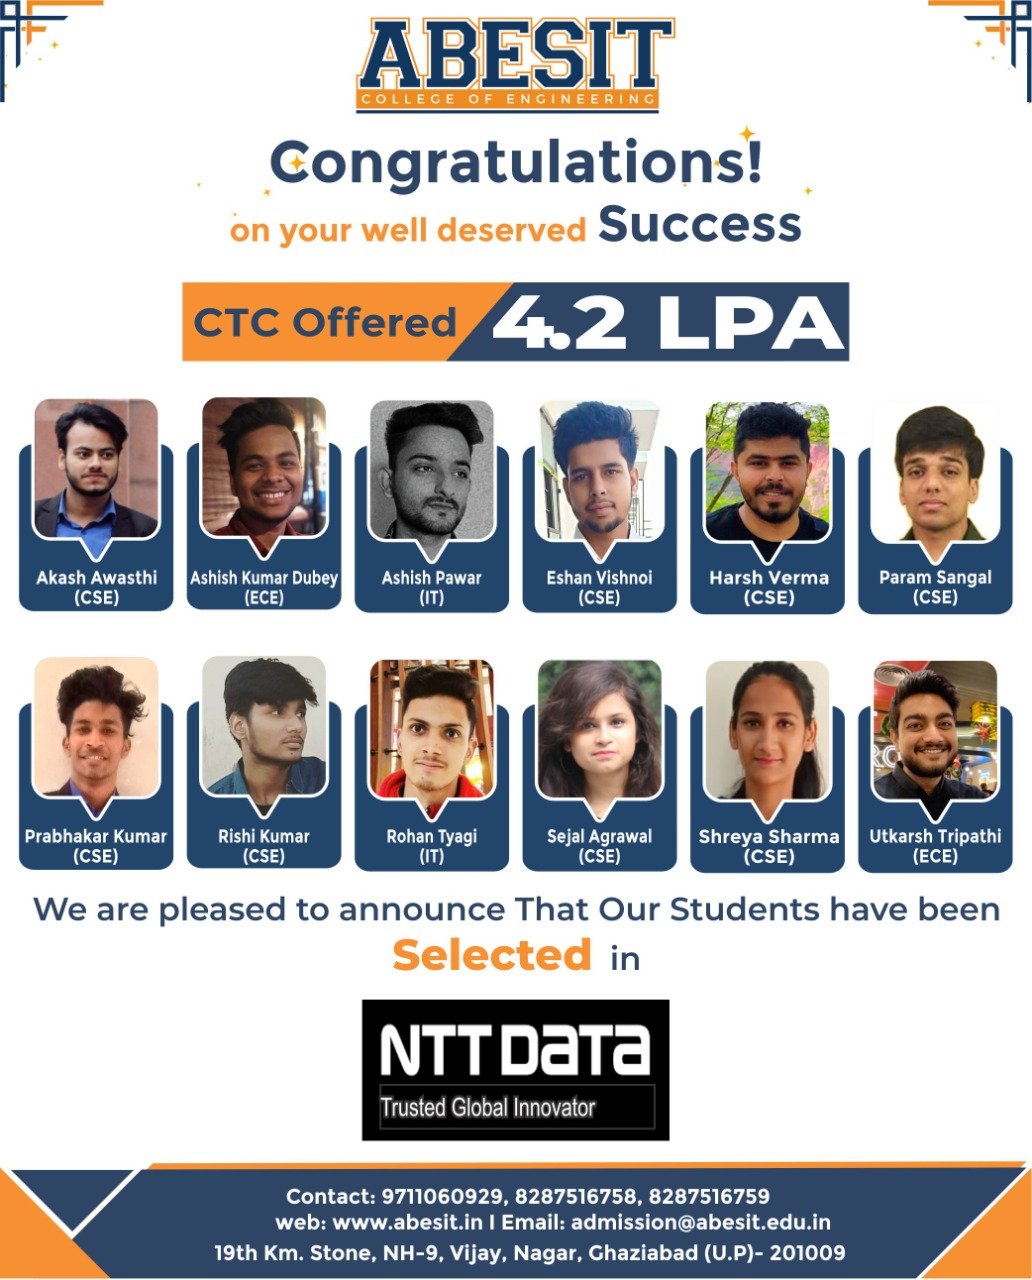 ABESIT
COLLEGE OF ENGINEERING
Congratulations!
on your well deserved Success
CTC Offered 4.2 LPA
Akash Awasthi
(CSE)
Ashish Kumar Dubey
(ECE)
Ashish Pawar
(IT)
Eshan Vishnoi
(CSE)
Harsh Verma
(CSE)
Param Sangal
(CSE)
Prabhakar Kumar
(CSE)
Rishi Kumar
(CSE)
Rohan Tyagi
(IT)
Sejal Agrawal
(CSE)
Shreya Sharma
(CSE)
Utkarsh Tripathi
(ECE)
We are pleased to announce That Our Students have been
Selected in
NTT DATA
Trusted Global Innovator
Contact: 9711060929, 8287516758, 8287516759
web: www.abesit.in I Email: admission@abesit.edu.in
19th Km. Stone, NH-9, Vijay, Nagar, Ghaziabad (U.P)- 201009